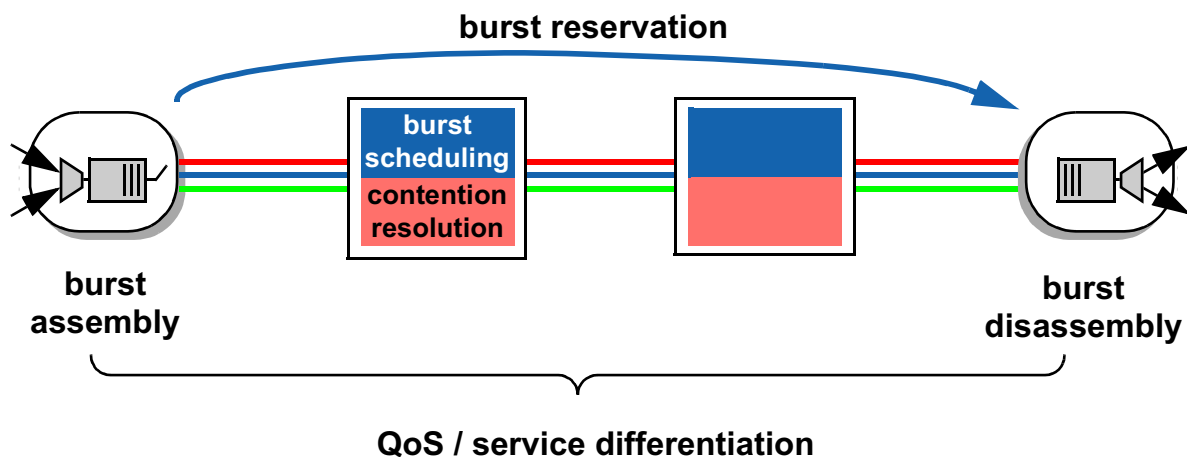 burst reservation
burst
scheduling
contention
resolution
burst
assembly
burst
disassembly
QoS / service differentiation